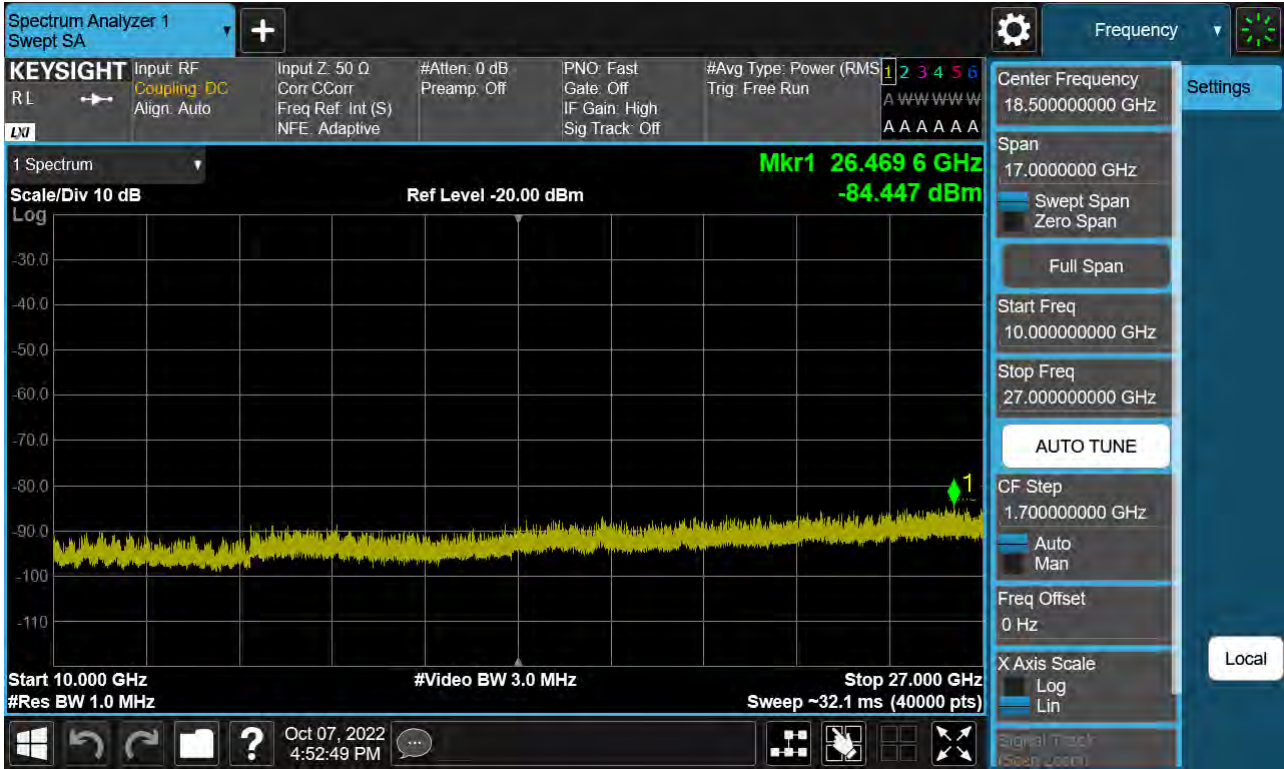 Spectrum Analyzer 1
Swept SA
+
Frequency
KEYSIGHT
R L
LXI
Input: RF
Coupling: DC
Align: Auto
Input Z: 50 Ω
Corr CCorr
Freq Ref: Int (S)
NFE: Adaptive
#Atten: 0 dB
Preamp: Off
PNO: Fast
Gate: Off
IF Gain: High
Sig Track: Off
#Avg Type: Power (RMS
Trig: Free Run
1 2 3 4 5 6
A W W W W W
A A A A A A
1 Spectrum
Scale/Div 10 dB
Log
Ref Level -20.00 dBm
Mkr1 26.469 6 GHz
-84.447 dBm
-30.0
-40.0
-50.0
-60.0
-70.0
-80.0
-90.0
-100
-110
1
Start 10.000 GHz
#Res BW 1.0 MHz
#Video BW 3.0 MHz
Stop 27.000 GHz
Sweep ~32.1 ms (40000 pts)
Center Frequency
18.500000000 GHz
Span
17.0000000 GHz
Swept Span
Zero Span
Full Span
Start Freq
10.000000000 GHz
Stop Freq
27.000000000 GHz
AUTO TUNE
CF Step
1.700000000 GHz
Auto
Man
Freq Offset
0 Hz
X Axis Scale
Log
Lin
Signal Track
(Span Zoom)
Settings
Local
?
Oct 07, 2022
4:52:49 PM